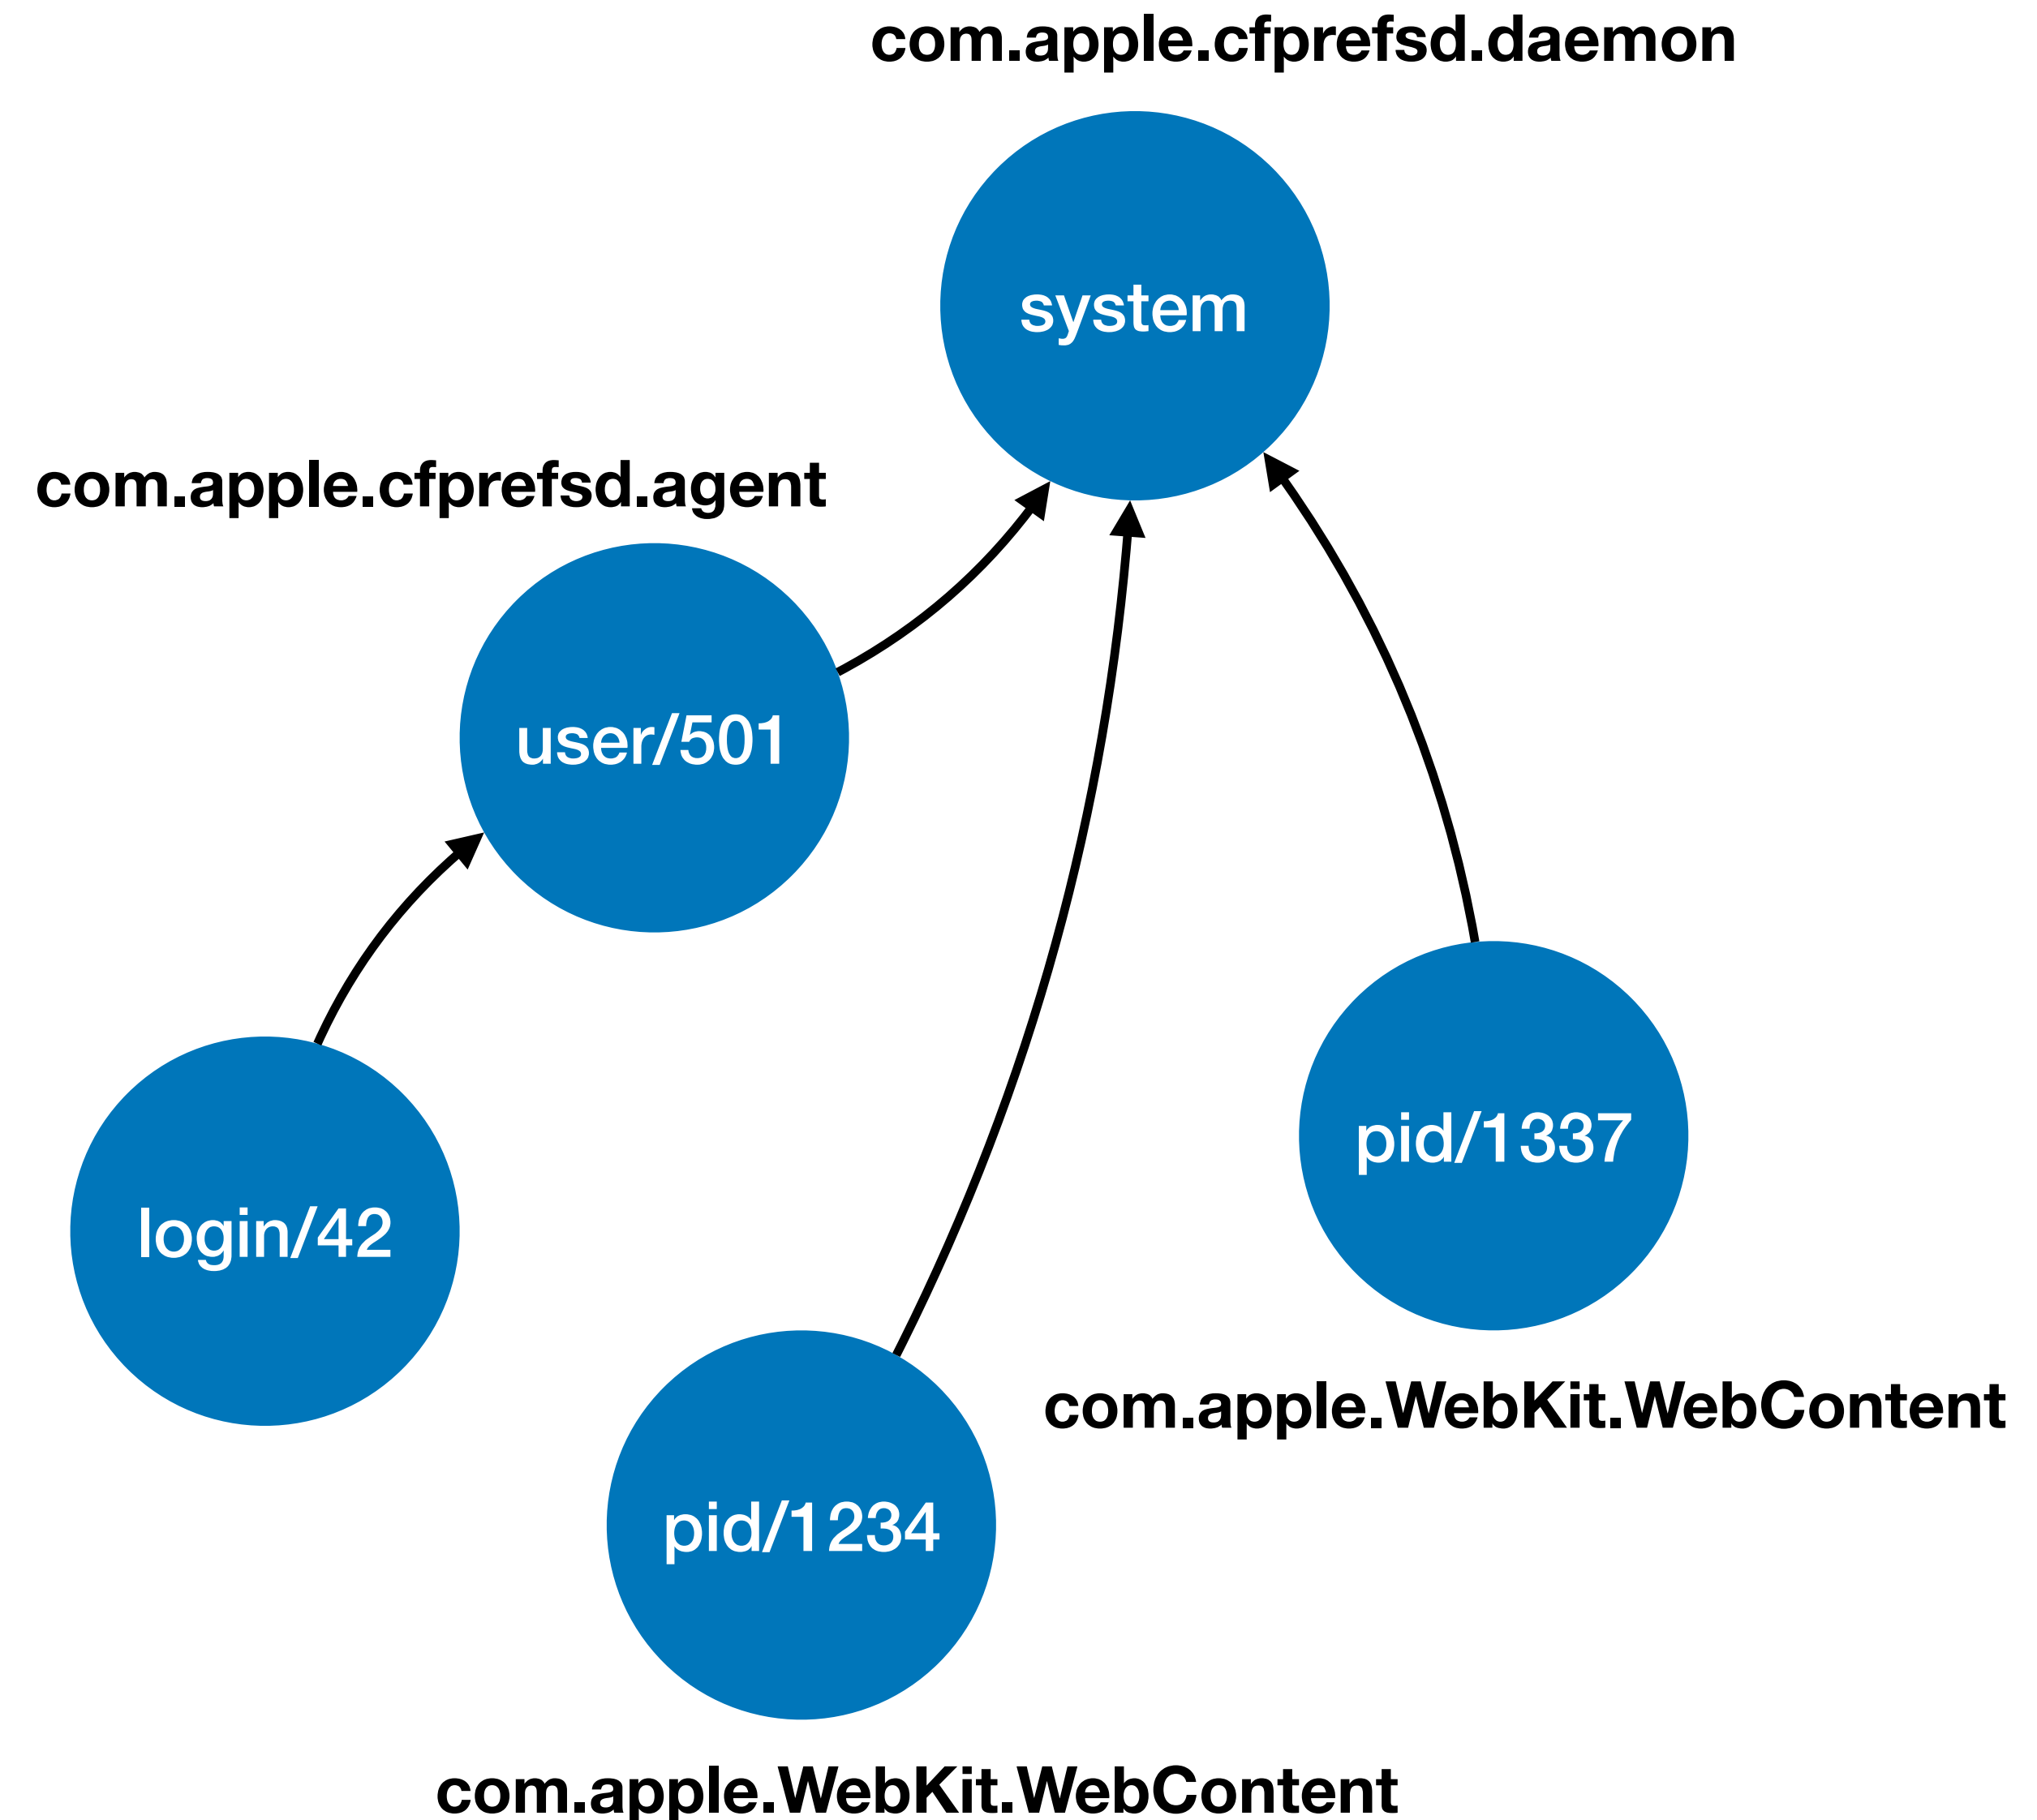 com.apple.cfprefsd.daemon
system
com.apple.cfprefsd.agent
user/501
pid/1337
login/42
com.apple.WebKit.WebContent
pid/1234
com.apple.WebKit.WebContent